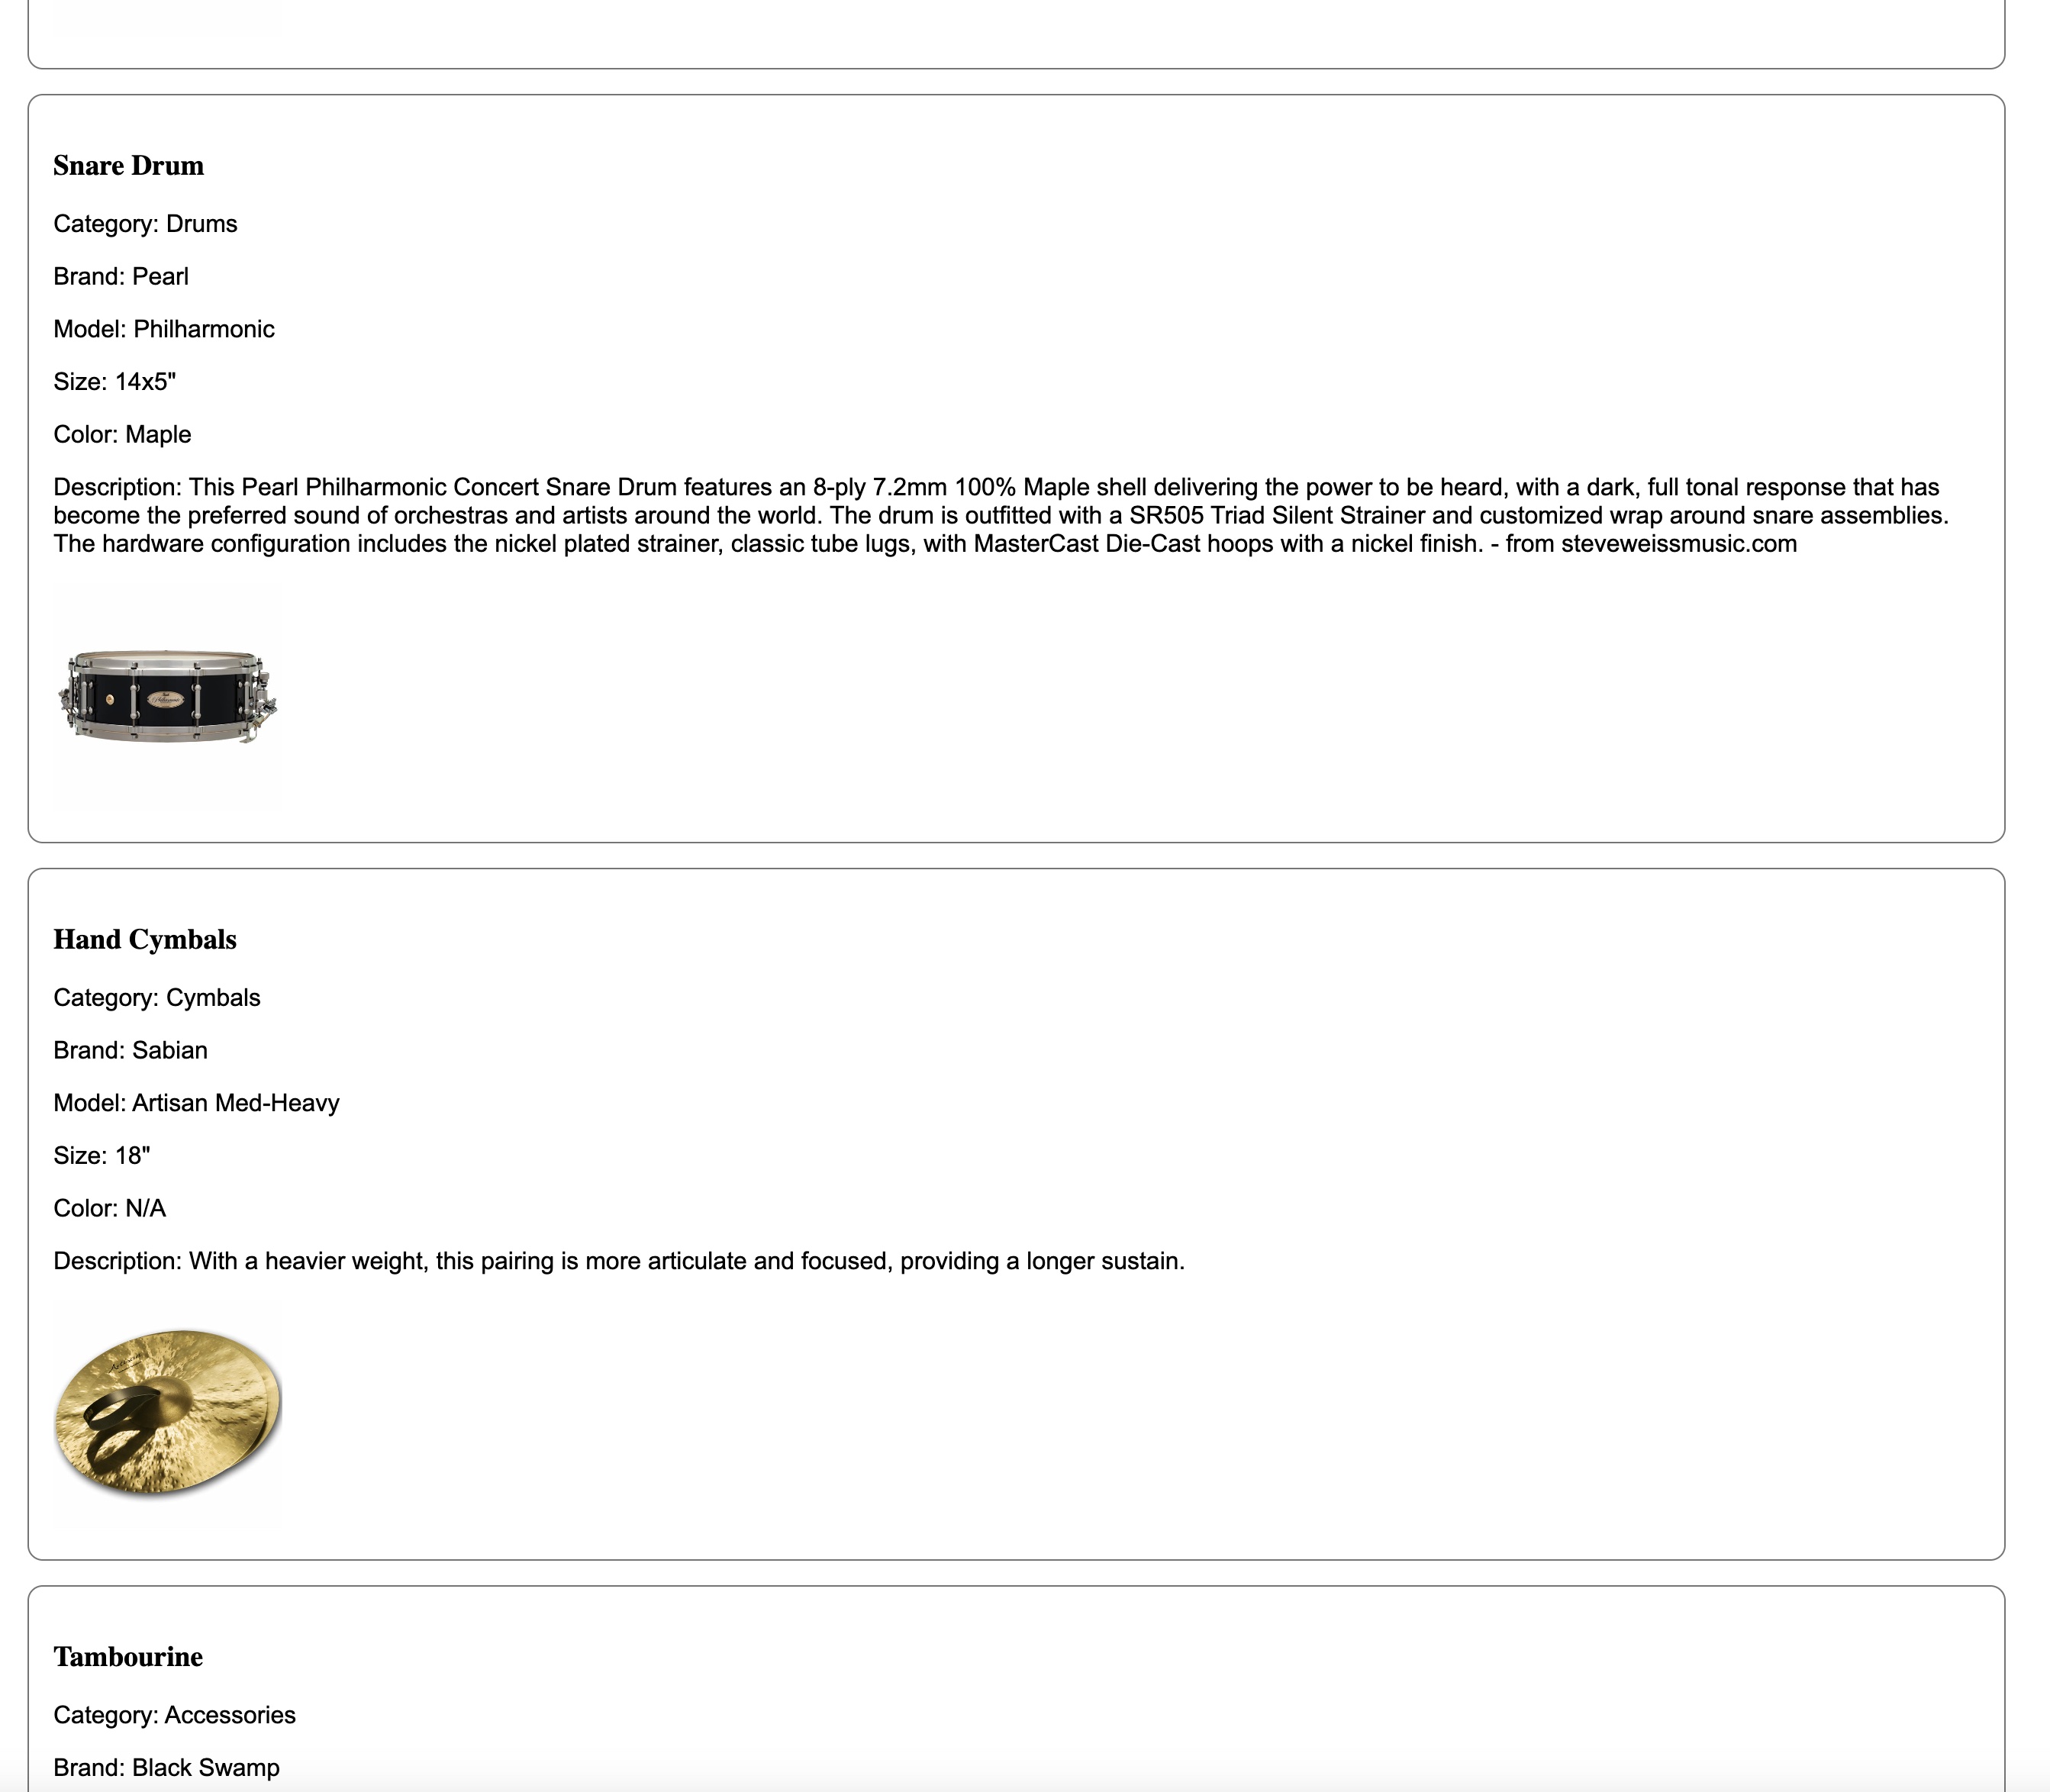 Snare Drum
Category: Drums
Brand: Pearl
Model: Philharmonic
Size: 14x5"
Color: Maple
Description: This Pearl Philharmonic Concert Snare Drum features an 8-ply 7.2mm 100% Maple shell delivering the power to be heard, with a dark, full tonal response that has
become the preferred sound of orchestras and artists around the world. The drum is outfitted with a SR505 Triad Silent Strainer and customized wrap around snare assemblies.
The hardware configuration includes the nickel plated strainer, classic tube lugs, with MasterCast Die-Cast hoops with a nickel finish. - from steveweissmusic.com
Hand Cymbals
Category: Cymbals
Brand: Sabian
Model: Artisan Med-Heavy
Size: 18"
Color: N/A
Description: With a heavier weight, this pairing is more articulate and focused, providing a longer sustain.
Tambourine
Category: Accessories
Brand: Black Swamp